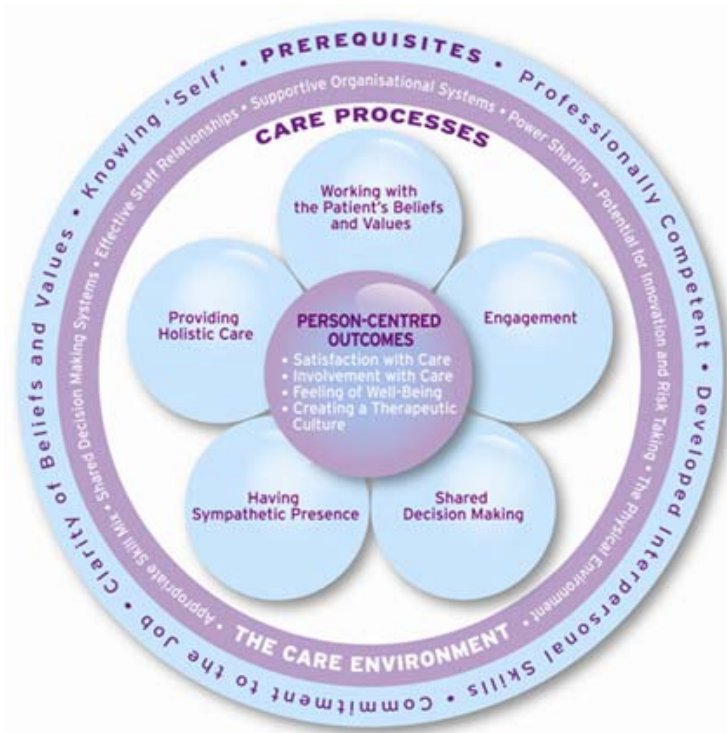 PREREQUISITES • Professionally Competent • Developed Interpersonal Skills • Commitment to the Job • Clarity of Beliefs and Values • Knowing 'Self' •
THE CARE ENVIRONMENT • Appropriate Skill Mix • Shared Decision Making Systems • Effective Staff Relationships • Supportive Organisational Systems • Power Sharing • Potential for Innovation and Risk Taking • The Physical Environment •
CARE PROCESSES
Working with
the Patient's Beliefs
and Values
Providing
Holistic Care
Engagement
PERSON-CENTRED
OUTCOMES
• Satisfaction with Care
• Involvement with Care
• Feeling of Well-Being
• Creating a Therapeutic
Culture
Having
Sympathetic Presence
Shared
Decision Making